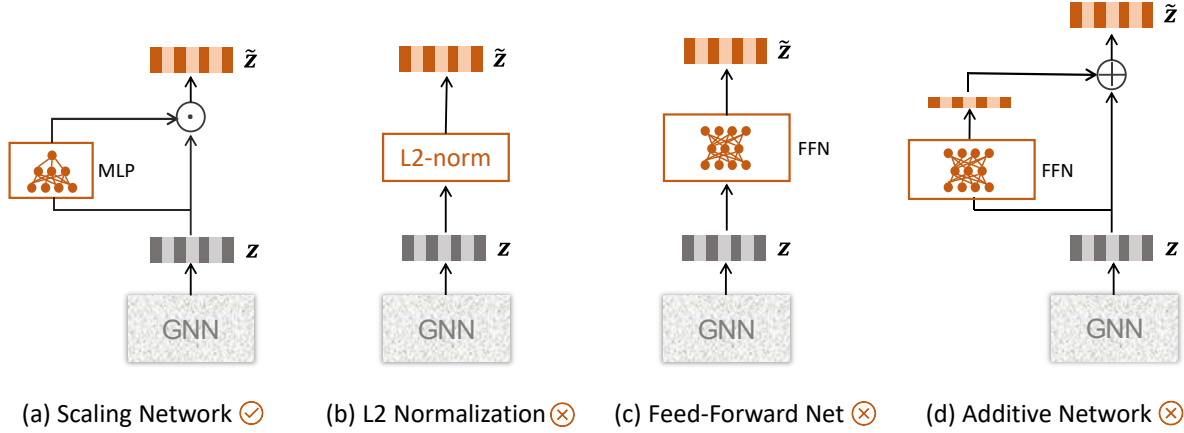 z̃
MLP
z
GNN
(a) Scaling Network
z̃
L2-norm
z
GNN
(b) L2 Normalization
z̃
FFN
z
GNN
(c) Feed-Forward Net
z̃
FFN
z
GNN
(d) Additive Network